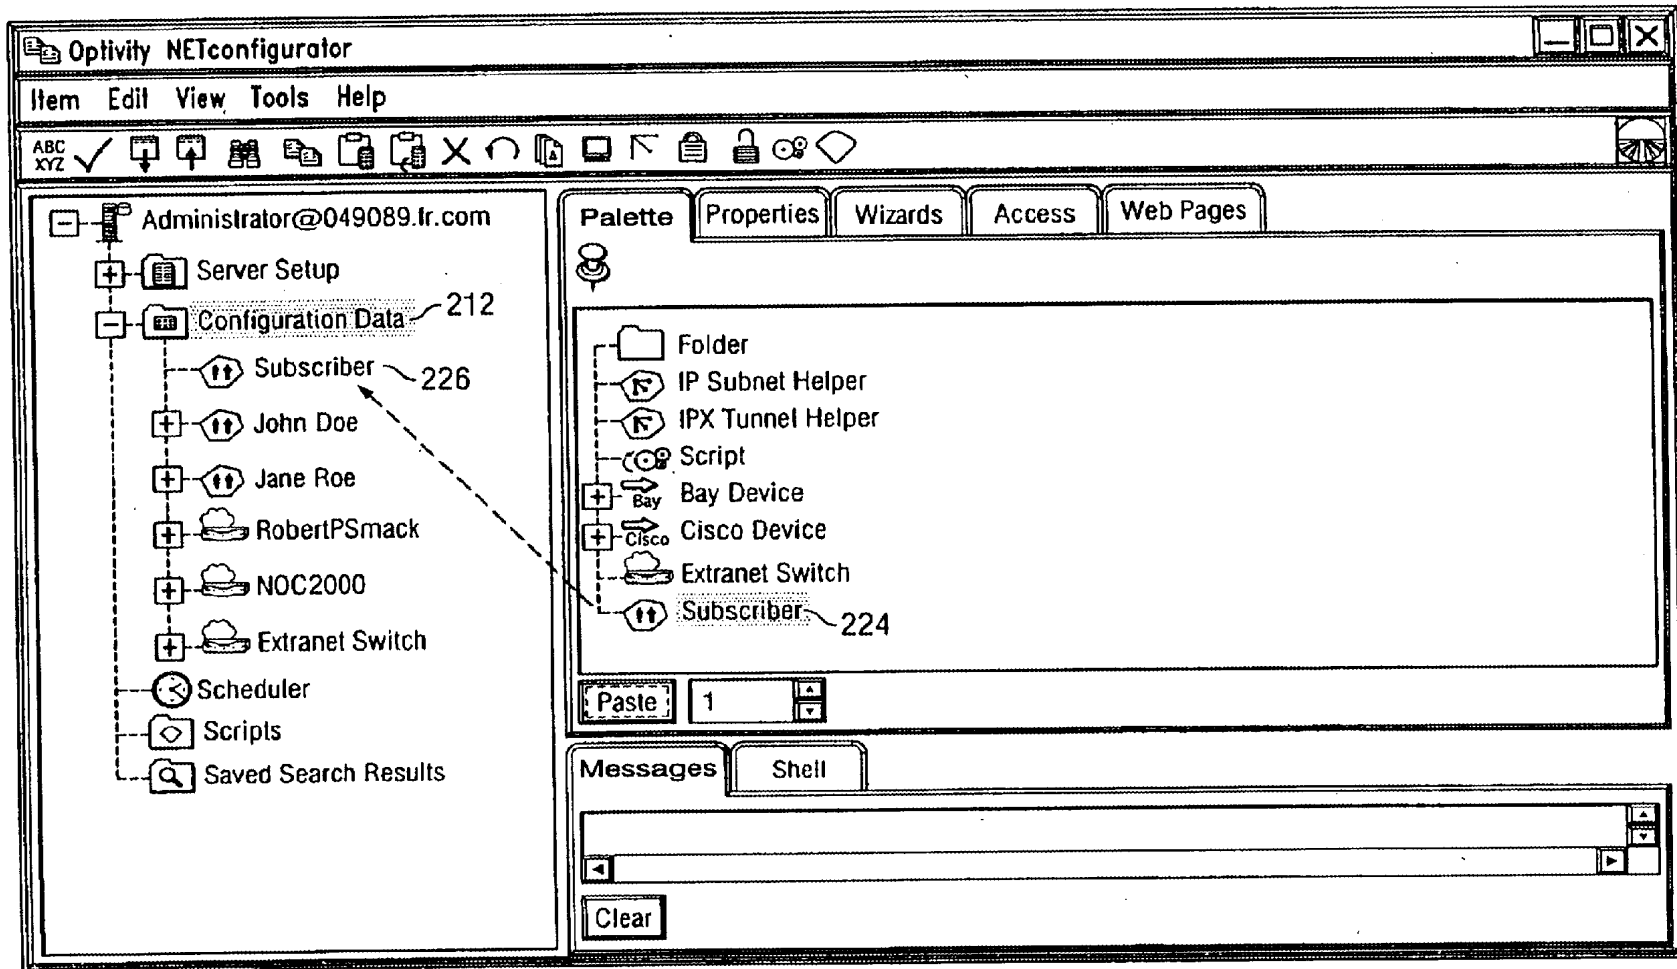 Optivity NETconfigurator
Item Edit View Tools Help
ABC
XYZ
Administrator@049089.fr.com
Server Setup
Configuration Data 212
Subscriber 226
John Doe
Jane Roe
RobertPSmack
NOC2000
Extranet Switch
Scheduler
Scripts
Saved Search Results
Palette Properties Wizards Access Web Pages
Folder
IP Subnet Helper
IPX Tunnel Helper
Script
Bay Bay Device
Cisco Cisco Device
Extranet Switch
Subscriber 224
Paste 1
Messages Shell
Clear